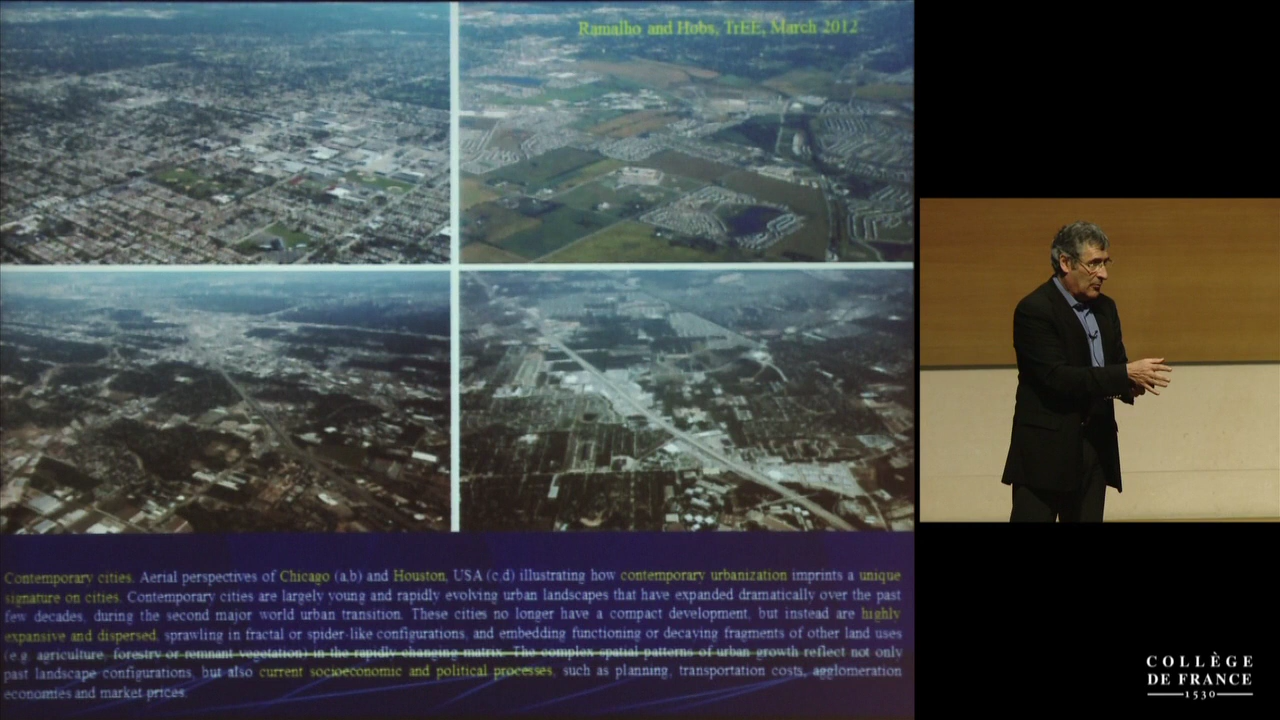 Ramalho and Hobs, TrEE, March 2012
Contemporary cities. Aerial perspectives of Chicago (a,b) and Houston, USA (c,d) illustrating how contemporary urbanization imprints a unique
signature on cities. Contemporary cities are largely young and rapidly evolving urban landscapes that have expanded dramatically over the past
few decades, during the second major world urban transition. These cities no longer have a compact development, but instead are highly
expansive and dispersed, sprawling in fractal or spider-like configurations, and embedding functioning or decaying fragments of other land uses
(e.g. agriculture, forestry or remnant vegetation) in the rapidly changing matrix. The complex spatial patterns of urban growth reflect not only
past landscape configurations, but also current socioeconomic and political processes, such as planning, transportation costs, agglomeration
economies and market prices.
COLLÈGE
DE FRANCE
1530